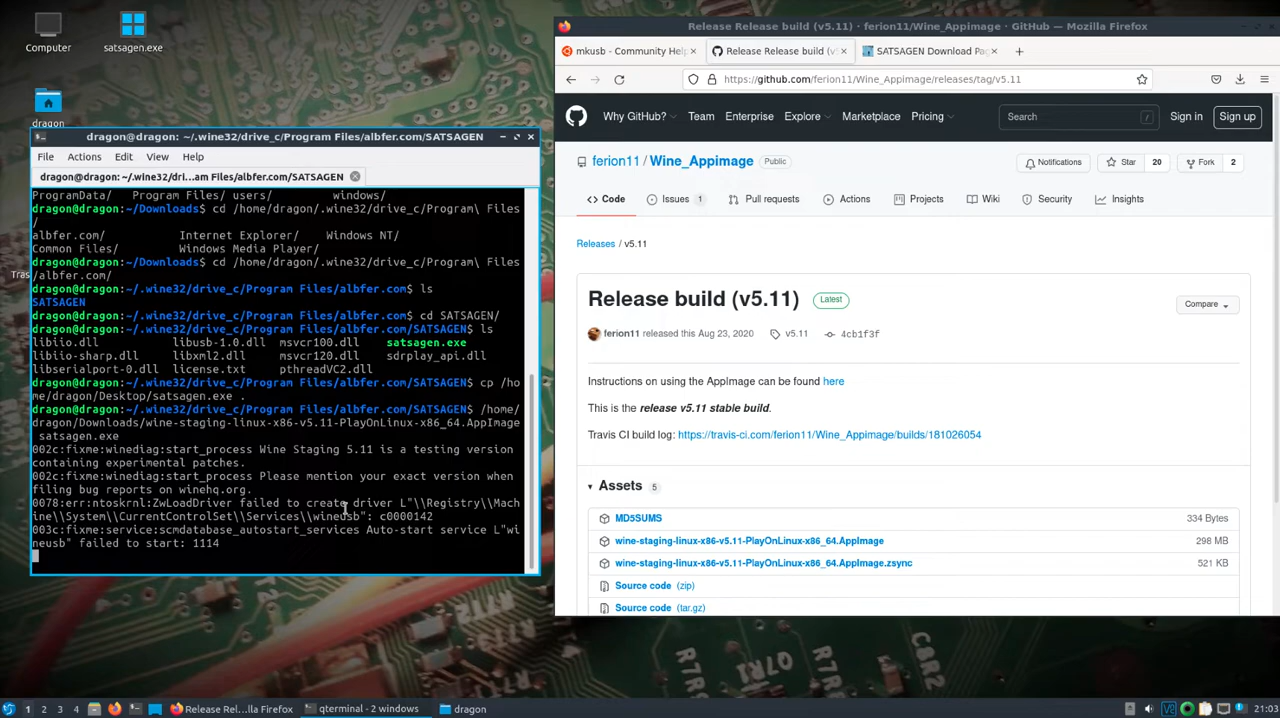 Computer
satsagen.exe
dragon
Tras
dragon@dragon: ~/.wine32/drive_c/Program Files/albfer.com/SATSAGEN
File Actions Edit View Help
dragon@dragon: ~/.wine32/dri...am Files/albfer.com/SATSAGEN
ProgramData/ Program Files/ users/ windows/
dragon@dragon:~/Downloads$ cd /home/dragon/.wine32/drive_c/Program\ Files
/
albfer.com/ Internet Explorer/ Windows NT/
Common Files/ Windows Media Player/
dragon@dragon:~/Downloads$ cd /home/dragon/.wine32/drive_c/Program\ Files
/albfer.com/
dragon@dragon:~/.wine32/drive_c/Program Files/albfer.com$ ls
SATSAGEN
dragon@dragon:~/.wine32/drive_c/Program Files/albfer.com$ cd SATSAGEN/
dragon@dragon:~/.wine32/drive_c/Program Files/albfer.com/SATSAGEN$ ls
libiio.dll libusb-1.0.dll msvcr100.dll satsagen.exe
libiio-sharp.dll libxml2.dll msvcr120.dll sdrplay_api.dll
libserialport-0.dll license.txt pthreadVC2.dll
dragon@dragon:~/.wine32/drive_c/Program Files/albfer.com/SATSAGEN$ cp /ho
me/dragon/Desktop/satsagen.exe .
dragon@dragon:~/.wine32/drive_c/Program Files/albfer.com/SATSAGEN$ /home/
dragon/Downloads/wine-staging-linux-x86-v5.11-PlayOnLinux-x86_64.AppImage
satsagen.exe
002c:fixme:winediag:start_process Wine Staging 5.11 is a testing version
containing experimental patches.
002c:fixme:winediag:start_process Please mention your exact version when
filing bug reports on winehq.org.
0078:err:ntoskrnl:ZwLoadDriver failed to create driver L"\\Registry\\Mach
ine\\System\\CurrentControlSet\\Services\\wineusb": c0000142
003c:fixme:service:scmdatabase_autostart_services Auto-start service L"wi
neusb" failed to start: 1114
Release Release build (v5.11) · ferion11/Wine_Appimage · GitHub — Mozilla Firefox
mkusb - Community Help
Release Release build (v5
SATSAGEN Download Pag
https://github.com/ferion11/Wine_Appimage/releases/tag/v5.11
Why GitHub? Team Enterprise Explore Marketplace Pricing Search / Sign in Sign up
ferion11 / Wine_Appimage Public Notifications Star 20 Fork 2
Code Issues 1 Pull requests Actions Projects Wiki Security Insights
Releases / v5.11
Release build (v5.11) Latest Compare
ferion11 released this Aug 23, 2020 v5.11 4cb1f3f
Instructions on using the AppImage can be found here
This is the release v5.11 stable build.
Travis CI build log: https://travis-ci.com/ferion11/Wine_Appimage/builds/181026054
Assets 5
MD5SUMS 334 Bytes
wine-staging-linux-x86-v5.11-PlayOnLinux-x86_64.AppImage 298 MB
wine-staging-linux-x86-v5.11-PlayOnLinux-x86_64.AppImage.zsync 521 KB
Source code (zip)
Source code (tar.gz)
1 2 3 4 Release Rel...lla Firefox qterminal - 2 windows dragon 21:03